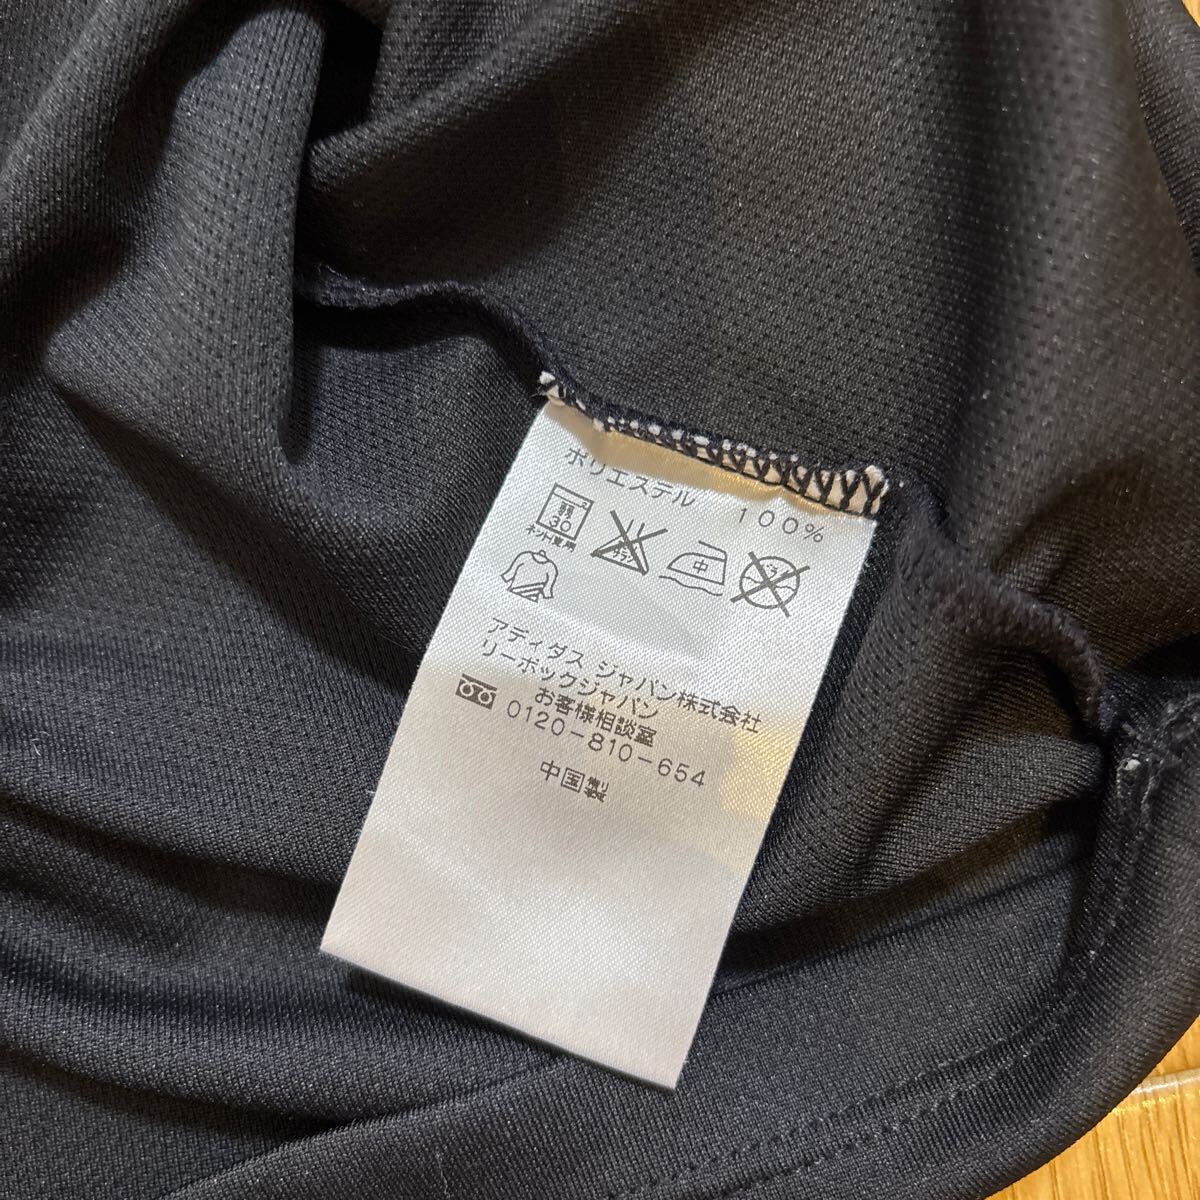 ポリエステル 100%
弱
30
ネット使用
中
アディダス ジャパン株式会社
リーボックジャパン
お客様相談室
0120-810-654
中国製